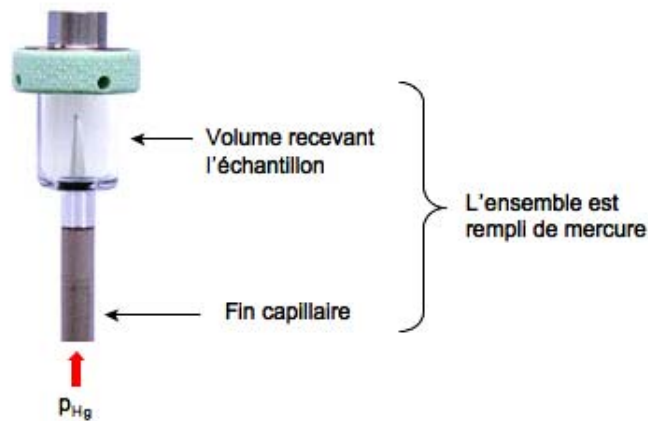 Volume recevant
l'échantillon
L'ensemble est
rempli de mercure
Fin capillaire
pHg